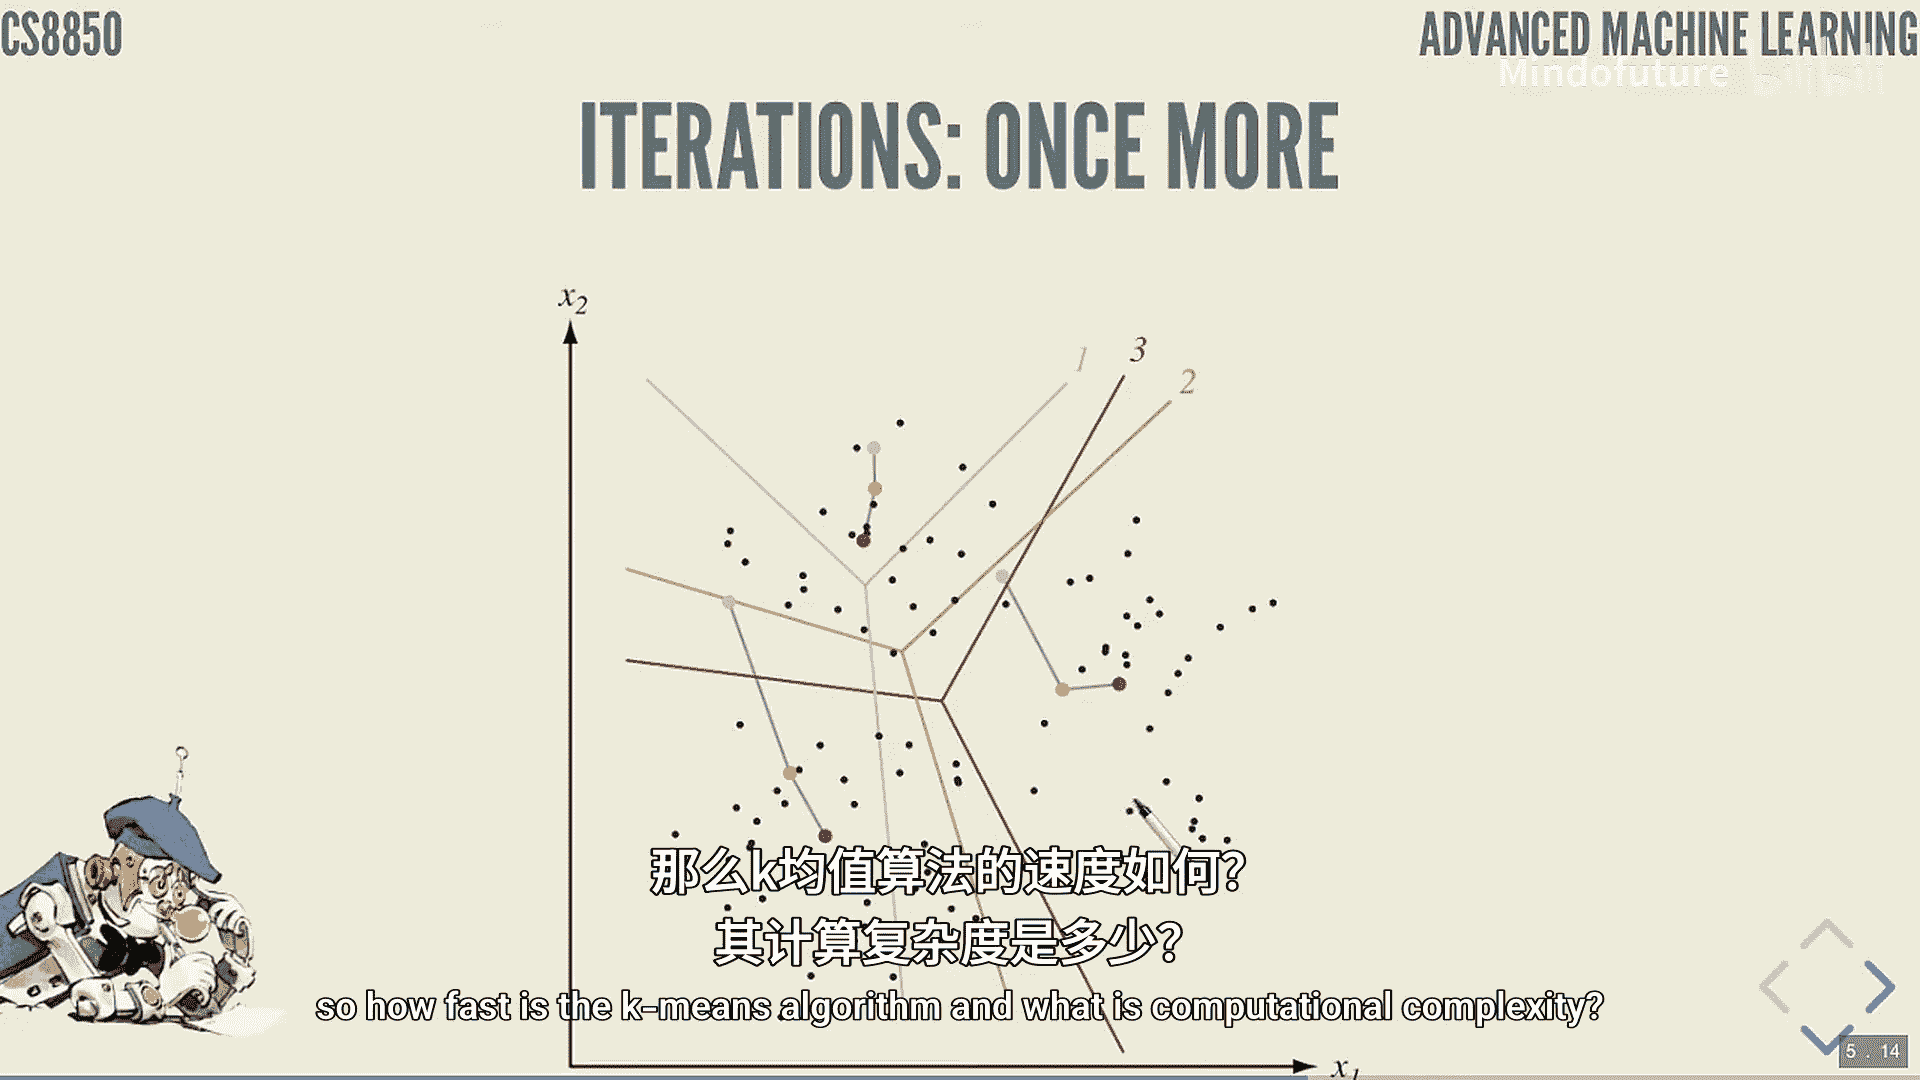 CS8850
ADVANCED MACHINE LEARNING
Mindofuture
ITERATIONS: ONCE MORE
x2
1
3
2
那么k均值算法的速度如何?
其计算复杂度是多少?
so how fast is the k-means algorithm and what is computational complexity?
5 . 14
x1